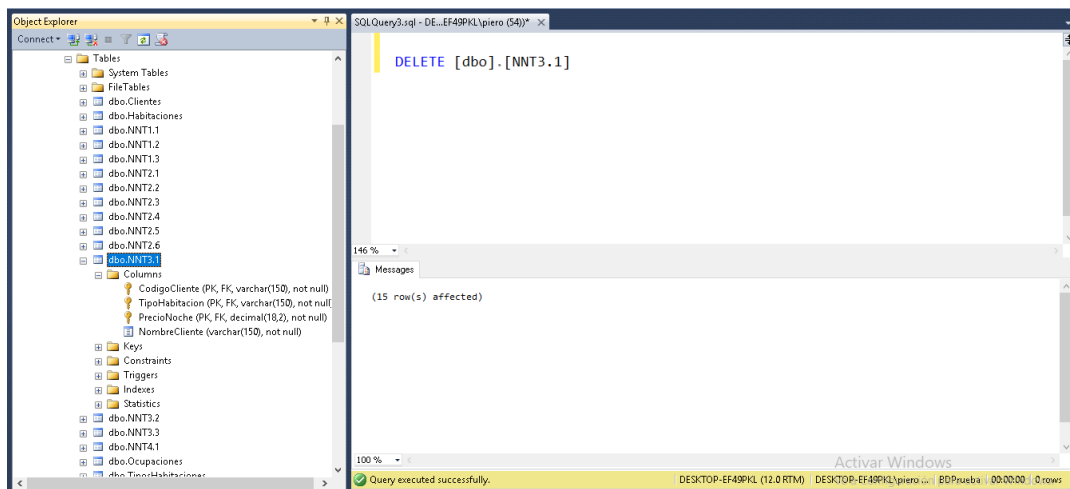 Object Explorer
Connect
Tables
System Tables
FileTables
dbo.Clientes
dbo.Habitaciones
dbo.NNT1.1
dbo.NNT1.2
dbo.NNT1.3
dbo.NNT2.1
dbo.NNT2.2
dbo.NNT2.3
dbo.NNT2.4
dbo.NNT2.5
dbo.NNT2.6
dbo.NNT3.1
Columns
CodigoCliente (PK, FK, varchar(150), not null)
TipoHabitacion (PK, FK, varchar(150), not null
PrecioNoche (PK, FK, decimal(18,2), not null)
NombreCliente (varchar(150), not null)
Keys
Constraints
Triggers
Indexes
Statistics
dbo.NNT3.2
dbo.NNT3.3
dbo.NNT4.1
dbo.Ocupaciones
dbo.TiposHabitaciones
SQLQuery3.sql - DE...EF49PKL\piero (54))*
DELETE [dbo].[NNT3.1]
146 %
Messages
(15 row(s) affected)
100 %
Activar Windows
Query executed successfully.
DESKTOP-EF49PKL (12.0 RTM)
DESKTOP-EF49PKL\piero ...
BDPrueba
00:00:00
0 rows